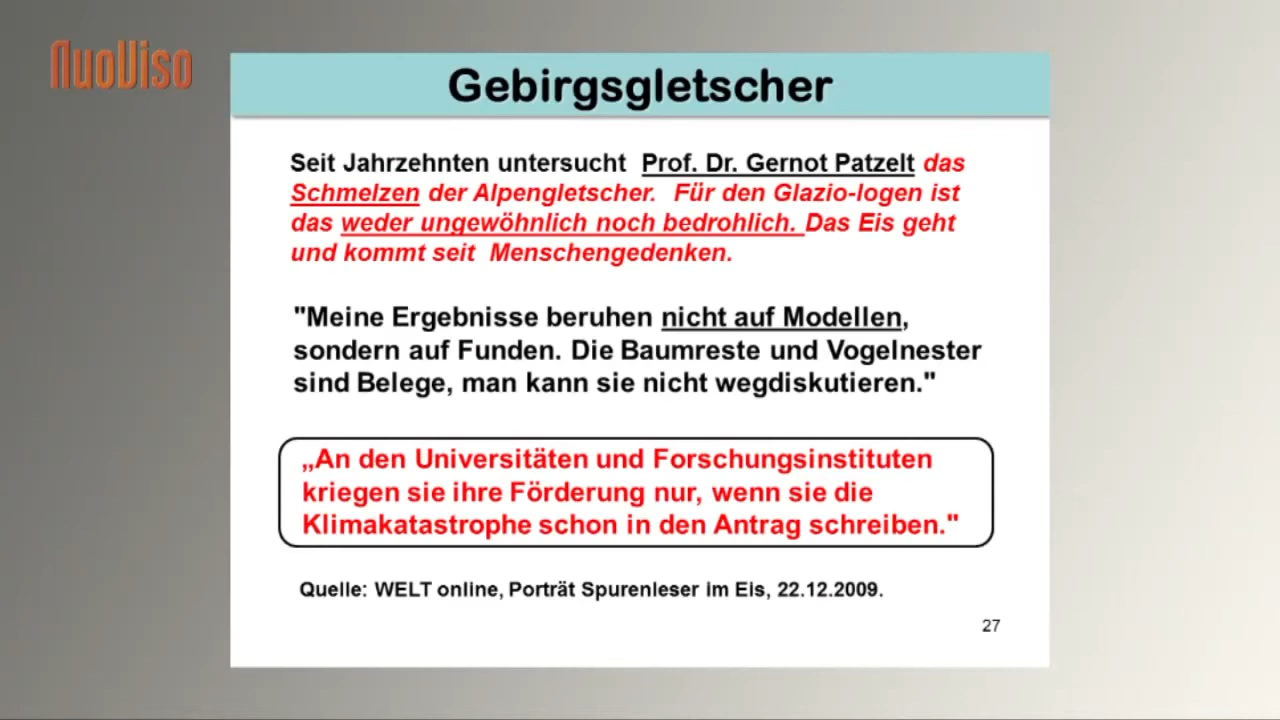 NuoViso
Gebirgsgletscher
Seit Jahrzehnten untersucht Prof. Dr. Gernot Patzelt das
Schmelzen der Alpengletscher. Für den Glazio-logen ist
das weder ungewöhnlich noch bedrohlich. Das Eis geht
und kommt seit Menschengedenken.
"Meine Ergebnisse beruhen nicht auf Modellen,
sondern auf Funden. Die Baumreste und Vogelnester
sind Belege, man kann sie nicht wegdiskutieren."
„An den Universitäten und Forschungsinstituten
kriegen sie ihre Förderung nur, wenn sie die
Klimakatastrophe schon in den Antrag schreiben."
Quelle: WELT online, Porträt Spurenleser im Eis, 22.12.2009.
27